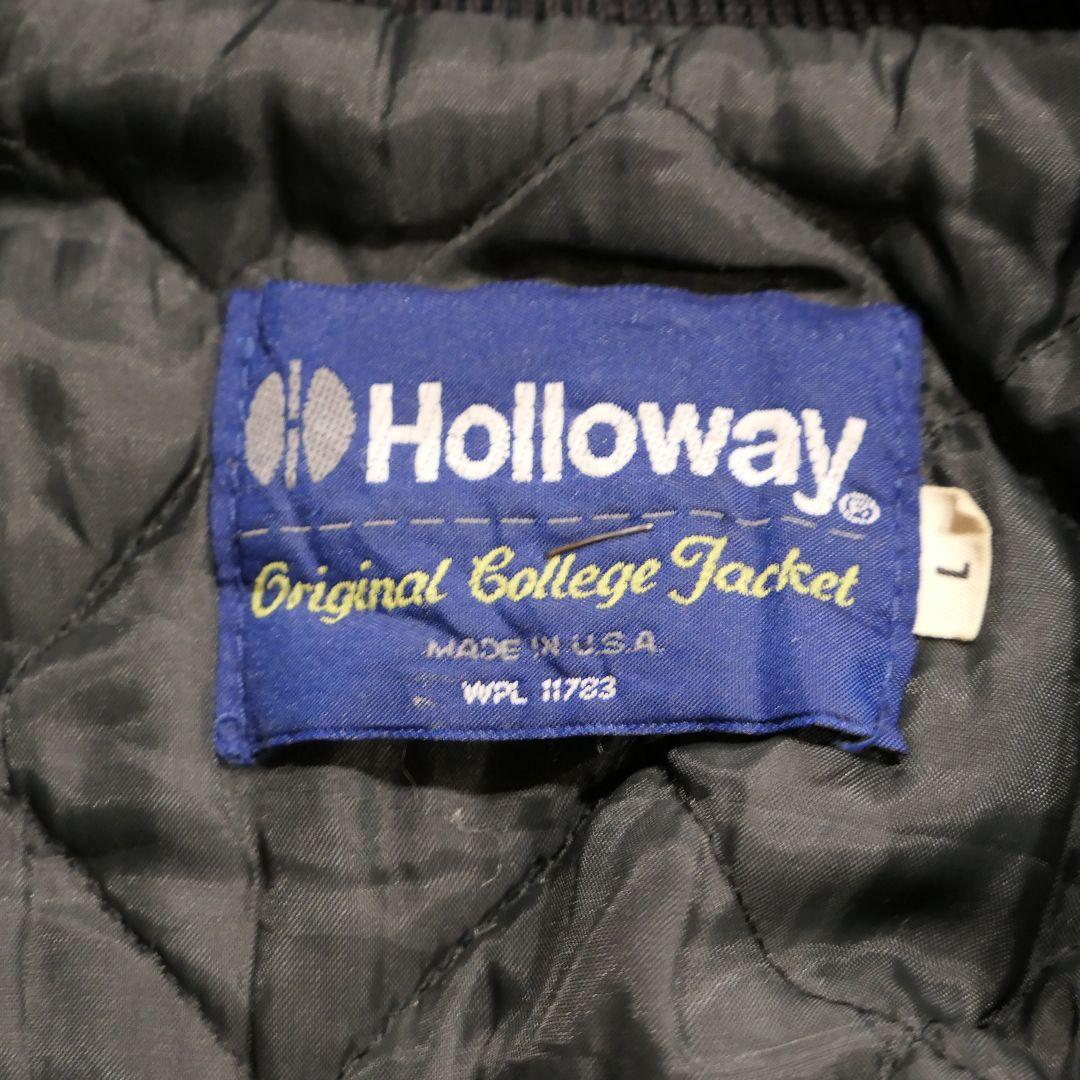 Holloway®
Original College Jacket
MADE IN U.S.A.
WPL 11783
L